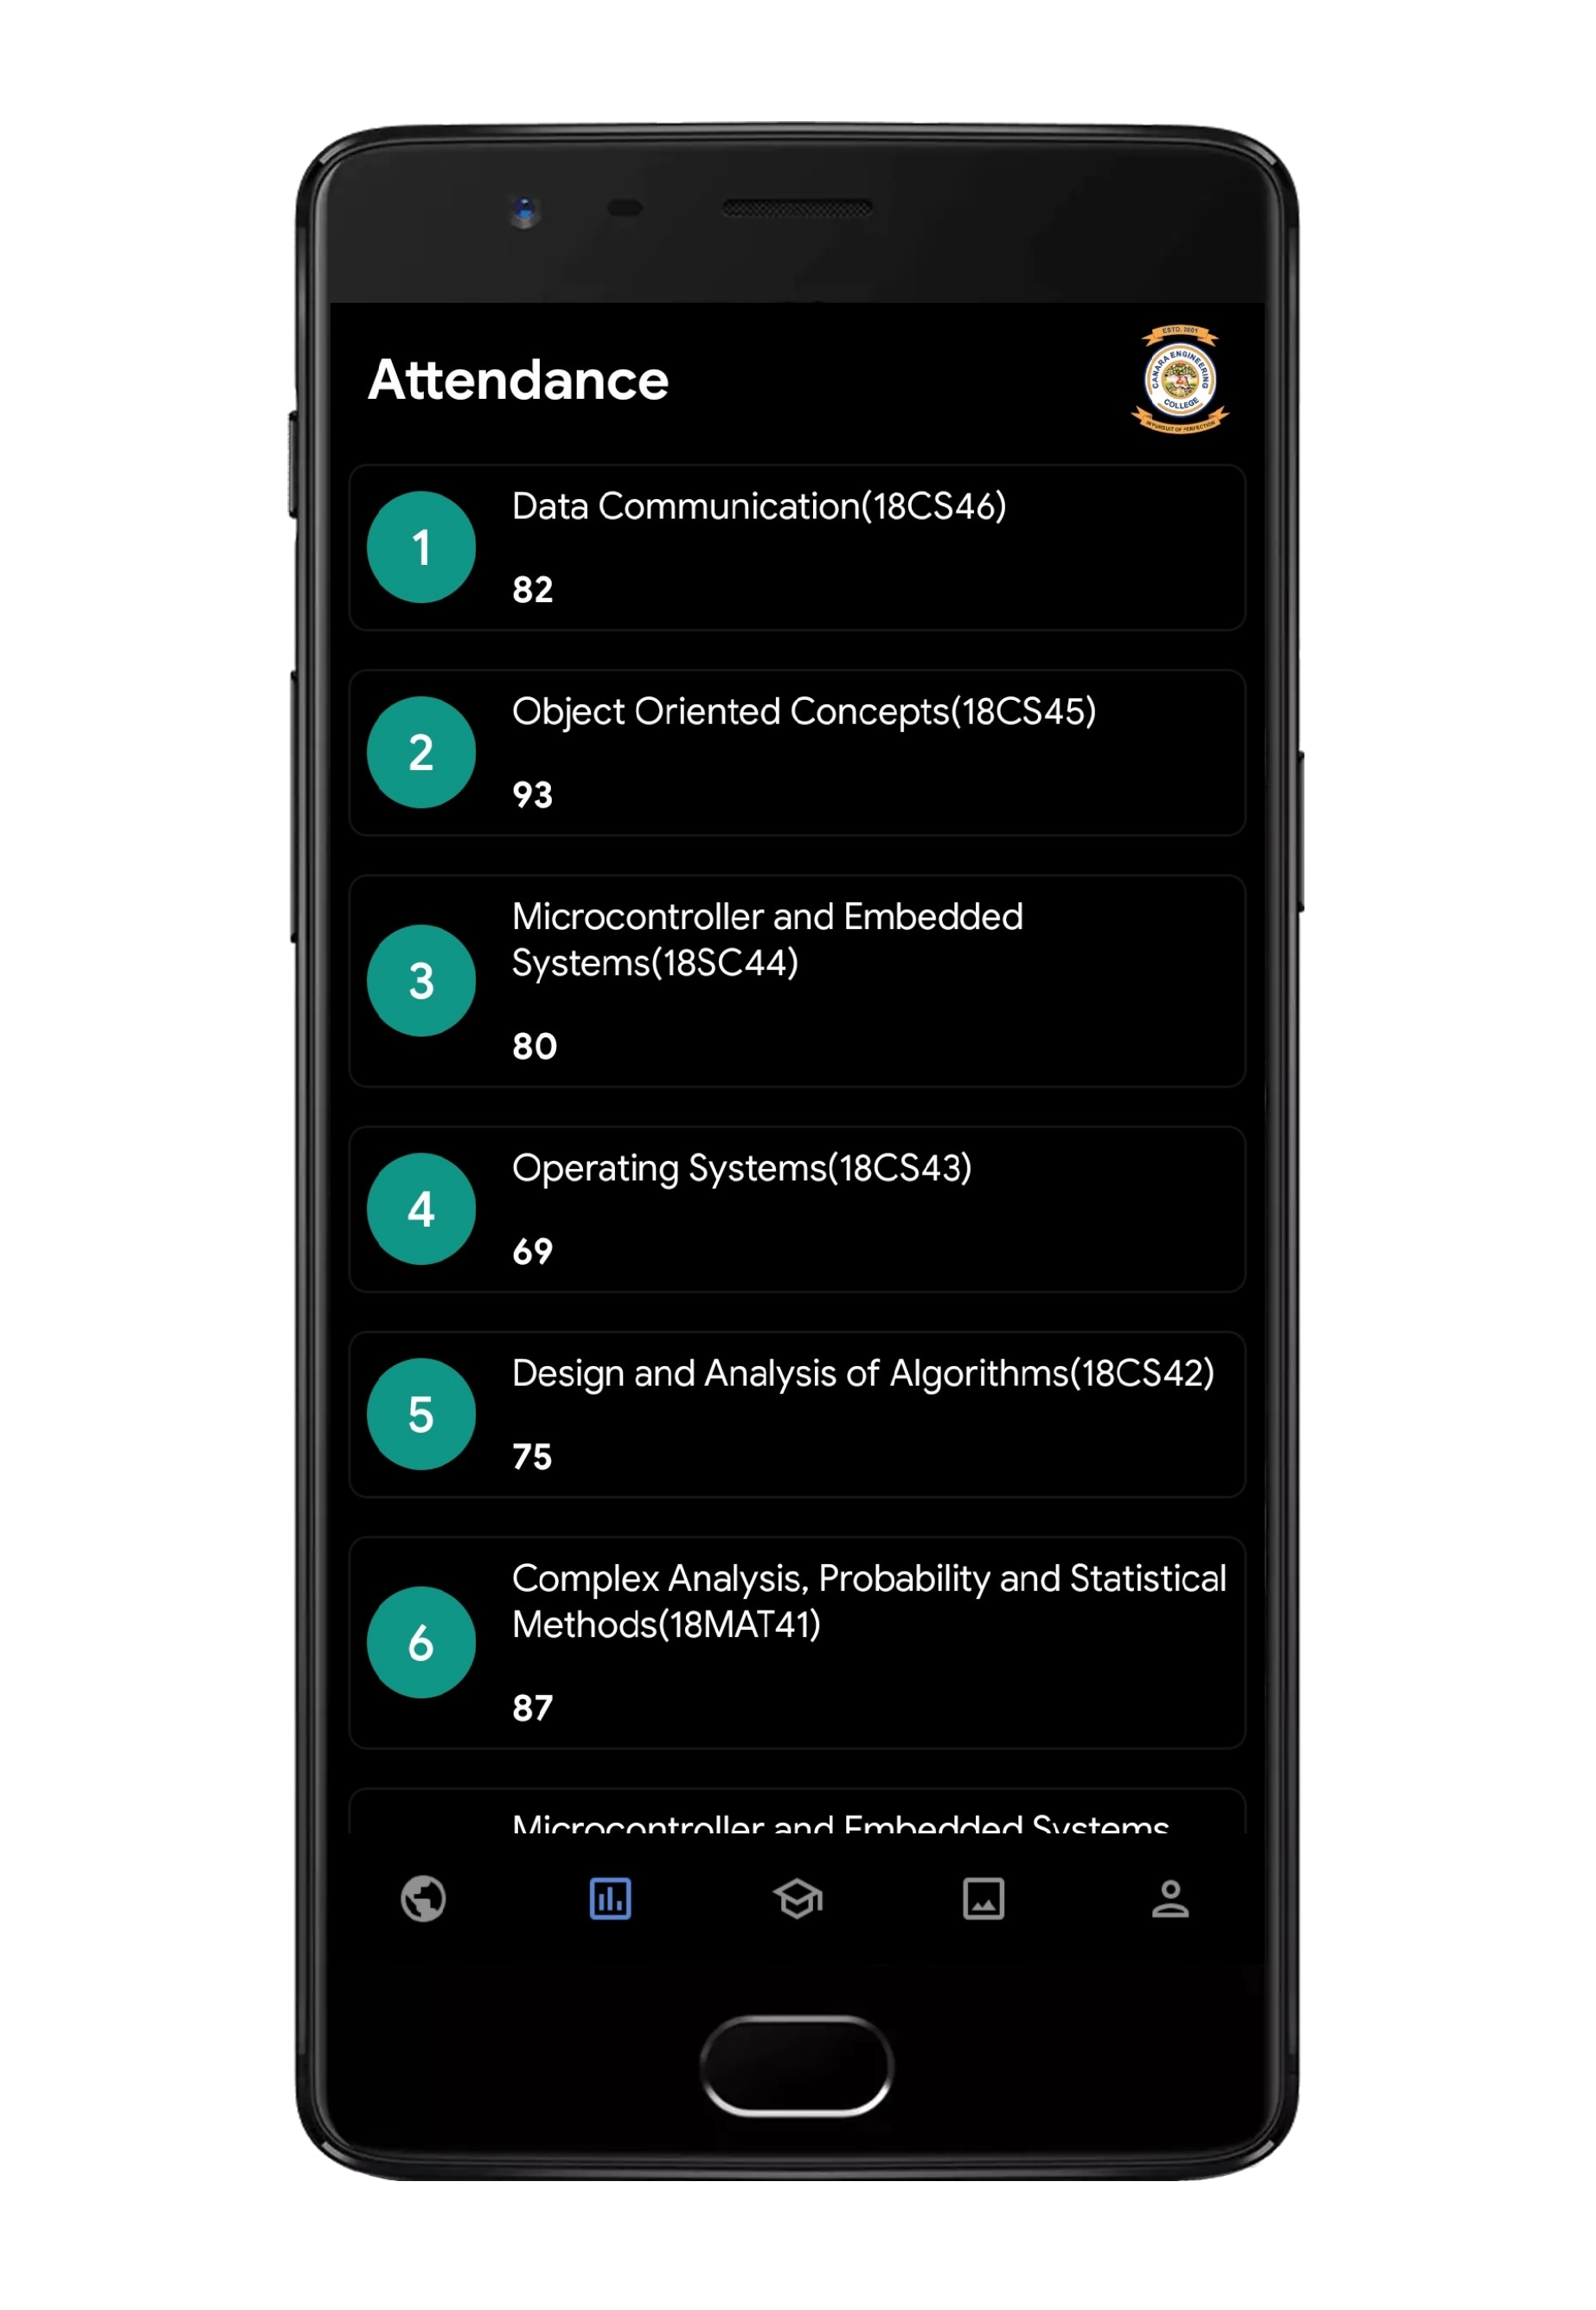 Attendance
ESTD. 2001
CANARA ENGINEERING
COLLEGE
IN PURSUIT OF PERFECTION
1
Data Communication(18CS46)
82
2
Object Oriented Concepts(18CS45)
93
3
Microcontroller and Embedded
Systems(18SC44)
80
4
Operating Systems(18CS43)
69
5
Design and Analysis of Algorithms(18CS42)
75
6
Complex Analysis, Probability and Statistical
Methods(18MAT41)
87
Microcontroller and Embedded Systems